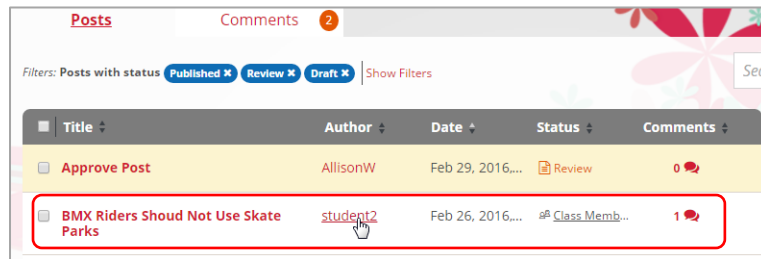 Posts Comments 2
Filters: Posts with status Published × Review × Draft × Show Filters
Title Author Date Status Comments
Approve Post AllisonW Feb 29, 2016,... Review 0
BMX Riders Shoud Not Use Skate student2 Feb 26, 2016,... Class Memb... 1
Parks